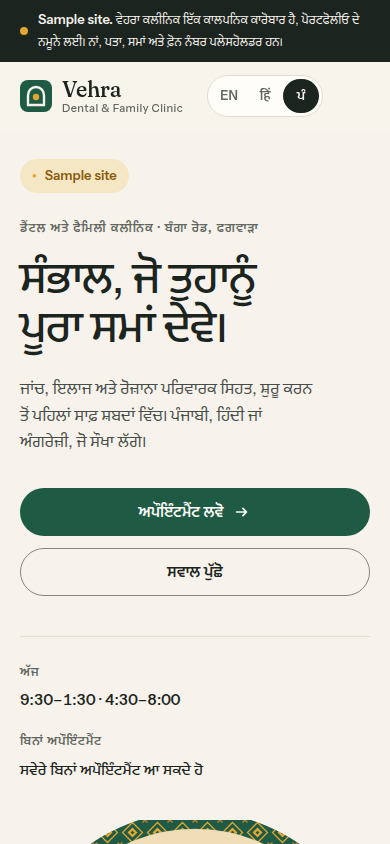 Sample site. ਵੇਹਰਾ ਕਲੀਨਿਕ ਇੱਕ ਕਾਲਪਨਿਕ ਕਾਰੋਬਾਰ ਹੈ, ਪੋਰਟਫੋਲੀਓ ਦੇ
ਨਮੂਨੇ ਲਈ। ਨਾਂ, ਪਤਾ, ਸਮਾਂ ਅਤੇ ਫ਼ੋਨ ਨੰਬਰ ਪਲੇਸਹੋਲਡਰ ਹਨ।
Vehra
Dental & Family Clinic
EN हिं ਪੰ
Sample site
ਡੈਂਟਲ ਅਤੇ ਫੈਮਿਲੀ ਕਲੀਨਿਕ · ਬੰਗਾ ਰੋਡ, ਫਗਵਾੜਾ
ਸੰਭਾਲ, ਜੋ ਤੁਹਾਨੂੰ
ਪੂਰਾ ਸਮਾਂ ਦੇਵੇ।
ਜਾਂਚ, ਇਲਾਜ ਅਤੇ ਰੋਜ਼ਾਨਾ ਪਰਿਵਾਰਕ ਸਿਹਤ, ਸ਼ੁਰੂ ਕਰਨ
ਤੋਂ ਪਹਿਲਾਂ ਸਾਫ਼ ਸ਼ਬਦਾਂ ਵਿੱਚ। ਪੰਜਾਬੀ, ਹਿੰਦੀ ਜਾਂ
ਅੰਗਰੇਜ਼ੀ, ਜੋ ਸੌਖਾ ਲੱਗੇ।
ਅਪੌਇੰਟਮੈਂਟ ਲਵੋ →
ਸਵਾਲ ਪੁੱਛੋ
ਅੱਜ
9:30–1:30 · 4:30–8:00
ਬਿਨਾਂ ਅਪੌਇੰਟਮੈਂਟ
ਸਵੇਰੇ ਬਿਨਾਂ ਅਪੌਇੰਟਮੈਂਟ ਆ ਸਕਦੇ ਹੋ